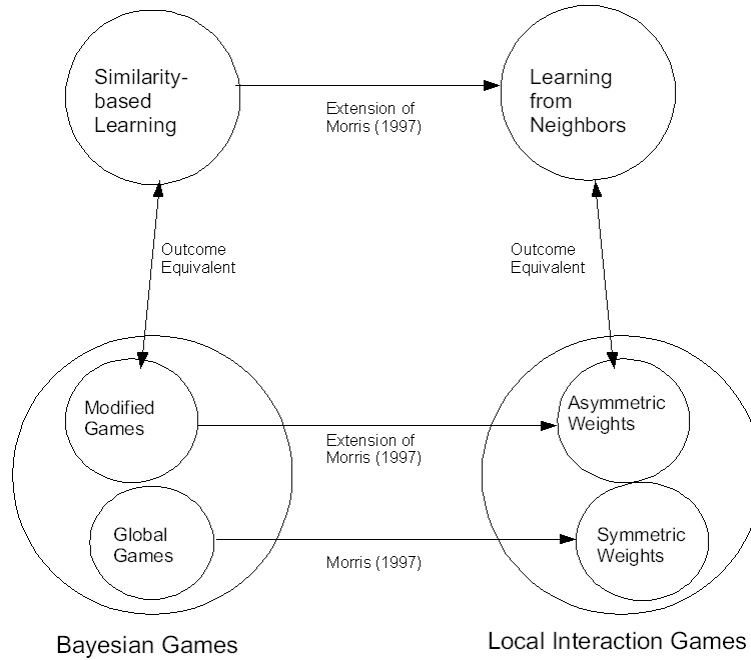 Similarity-
based
Learning
Extension of
Morris (1997)
Learning
from
Neighbors
Outcome
Equivalent
Outcome
Equivalent
Modified
Games
Extension of
Morris (1997)
Asymmetric
Weights
Global
Games
Morris (1997)
Symmetric
Weights
Bayesian Games
Local Interaction Games